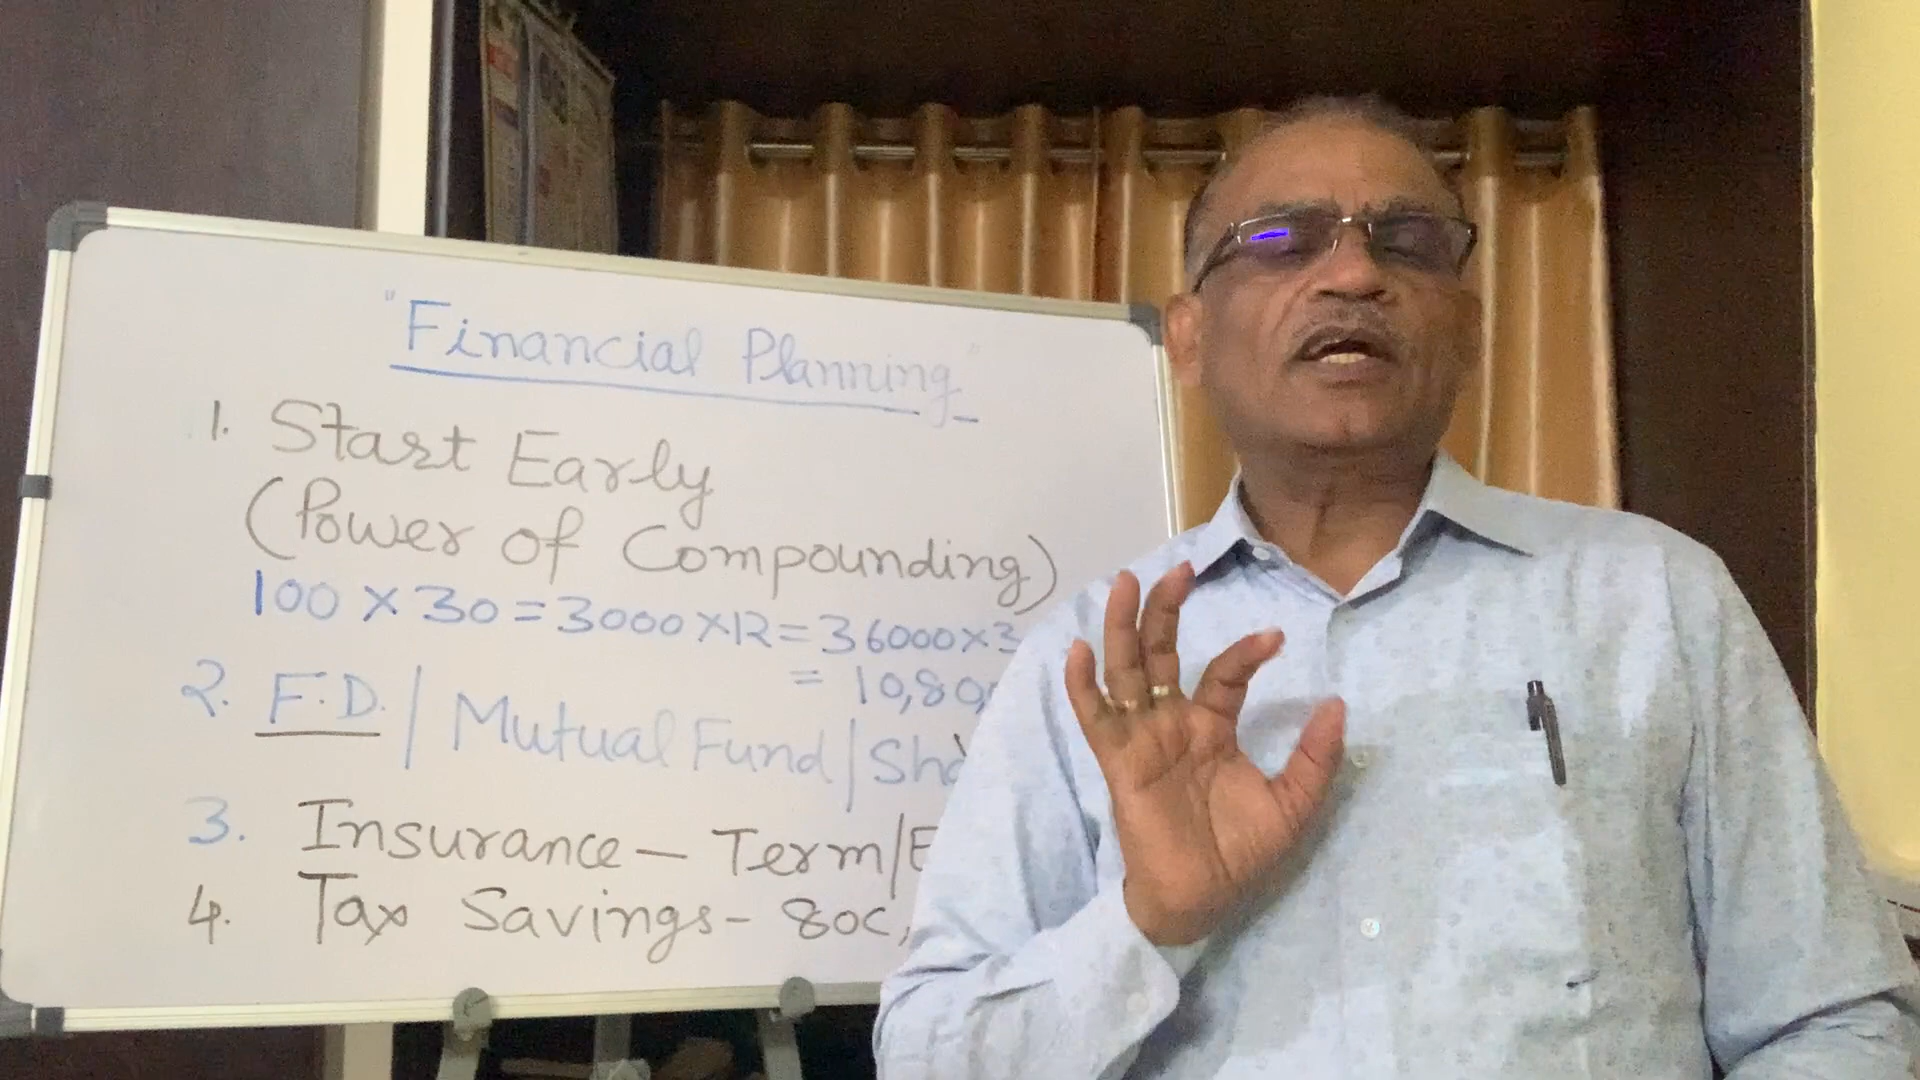 "Financial Planning"
1. Start Early
(Power of Compounding)
100 × 30 = 3000 × 12 = 36000 × 3
= 10,80,
2. F.D. / Mutual Fund /
3. Insurance – Term/E
4. Tax Savings - 80C,